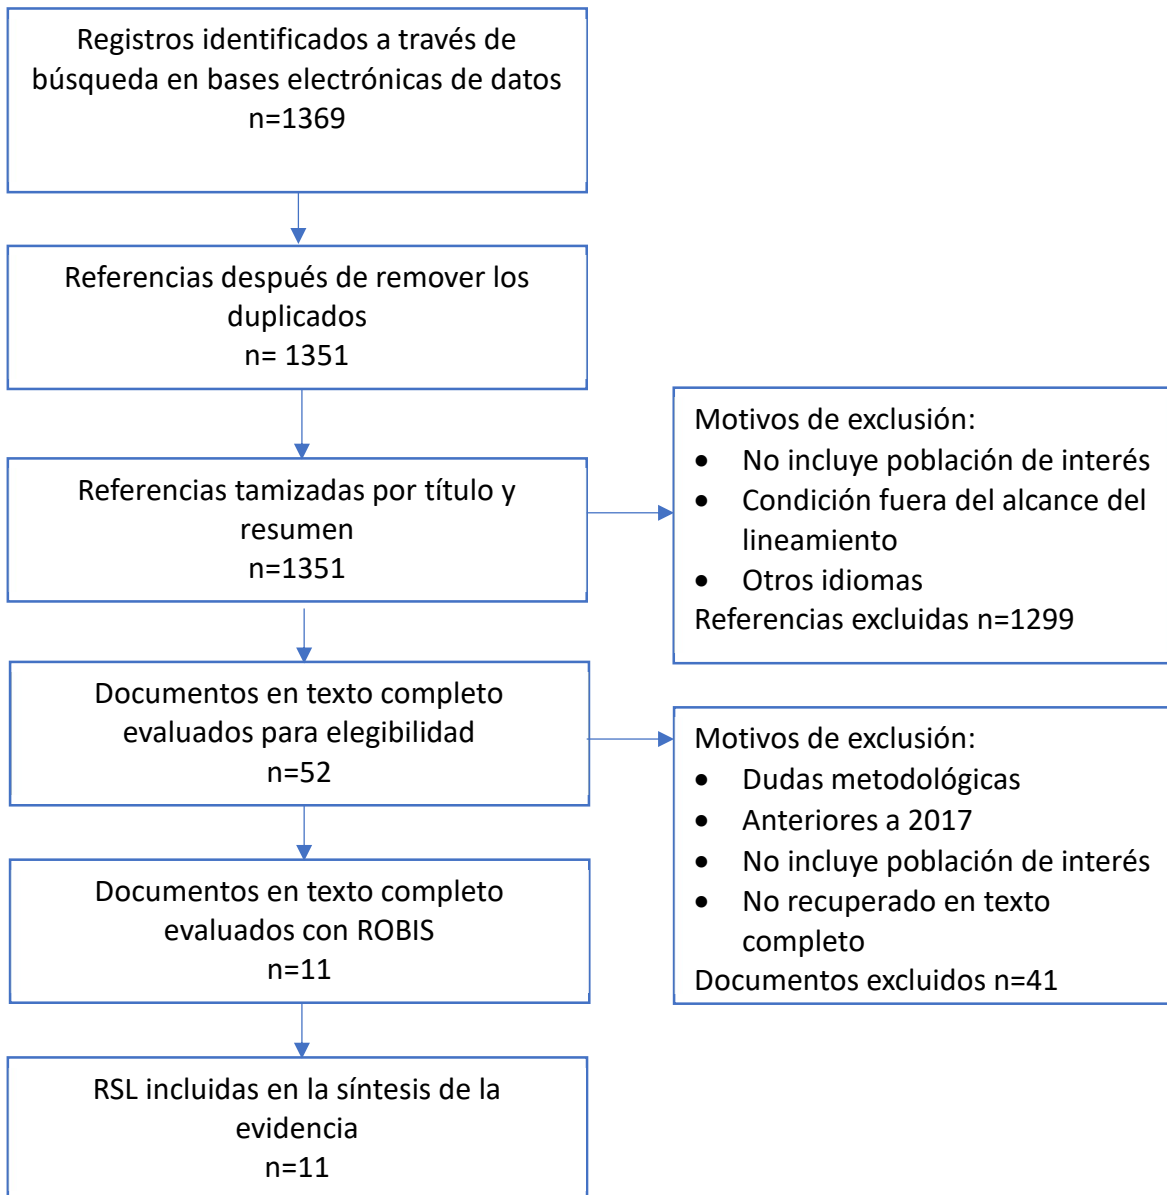 Registros identificados a través de
búsqueda en bases electrónicas de datos
n=1369
Referencias después de remover los
duplicados
n= 1351
Referencias tamizadas por título y
resumen
n=1351
Motivos de exclusión:
• No incluye población de interés
• Condición fuera del alcance del
lineamiento
• Otros idiomas
Referencias excluidas n=1299
Documentos en texto completo
evaluados para elegibilidad
n=52
Motivos de exclusión:
• Dudas metodológicas
• Anteriores a 2017
• No incluye población de interés
• No recuperado en texto
completo
Documentos excluidos n=41
Documentos en texto completo
evaluados con ROBIS
n=11
RSL incluidas en la síntesis de la
evidencia
n=11